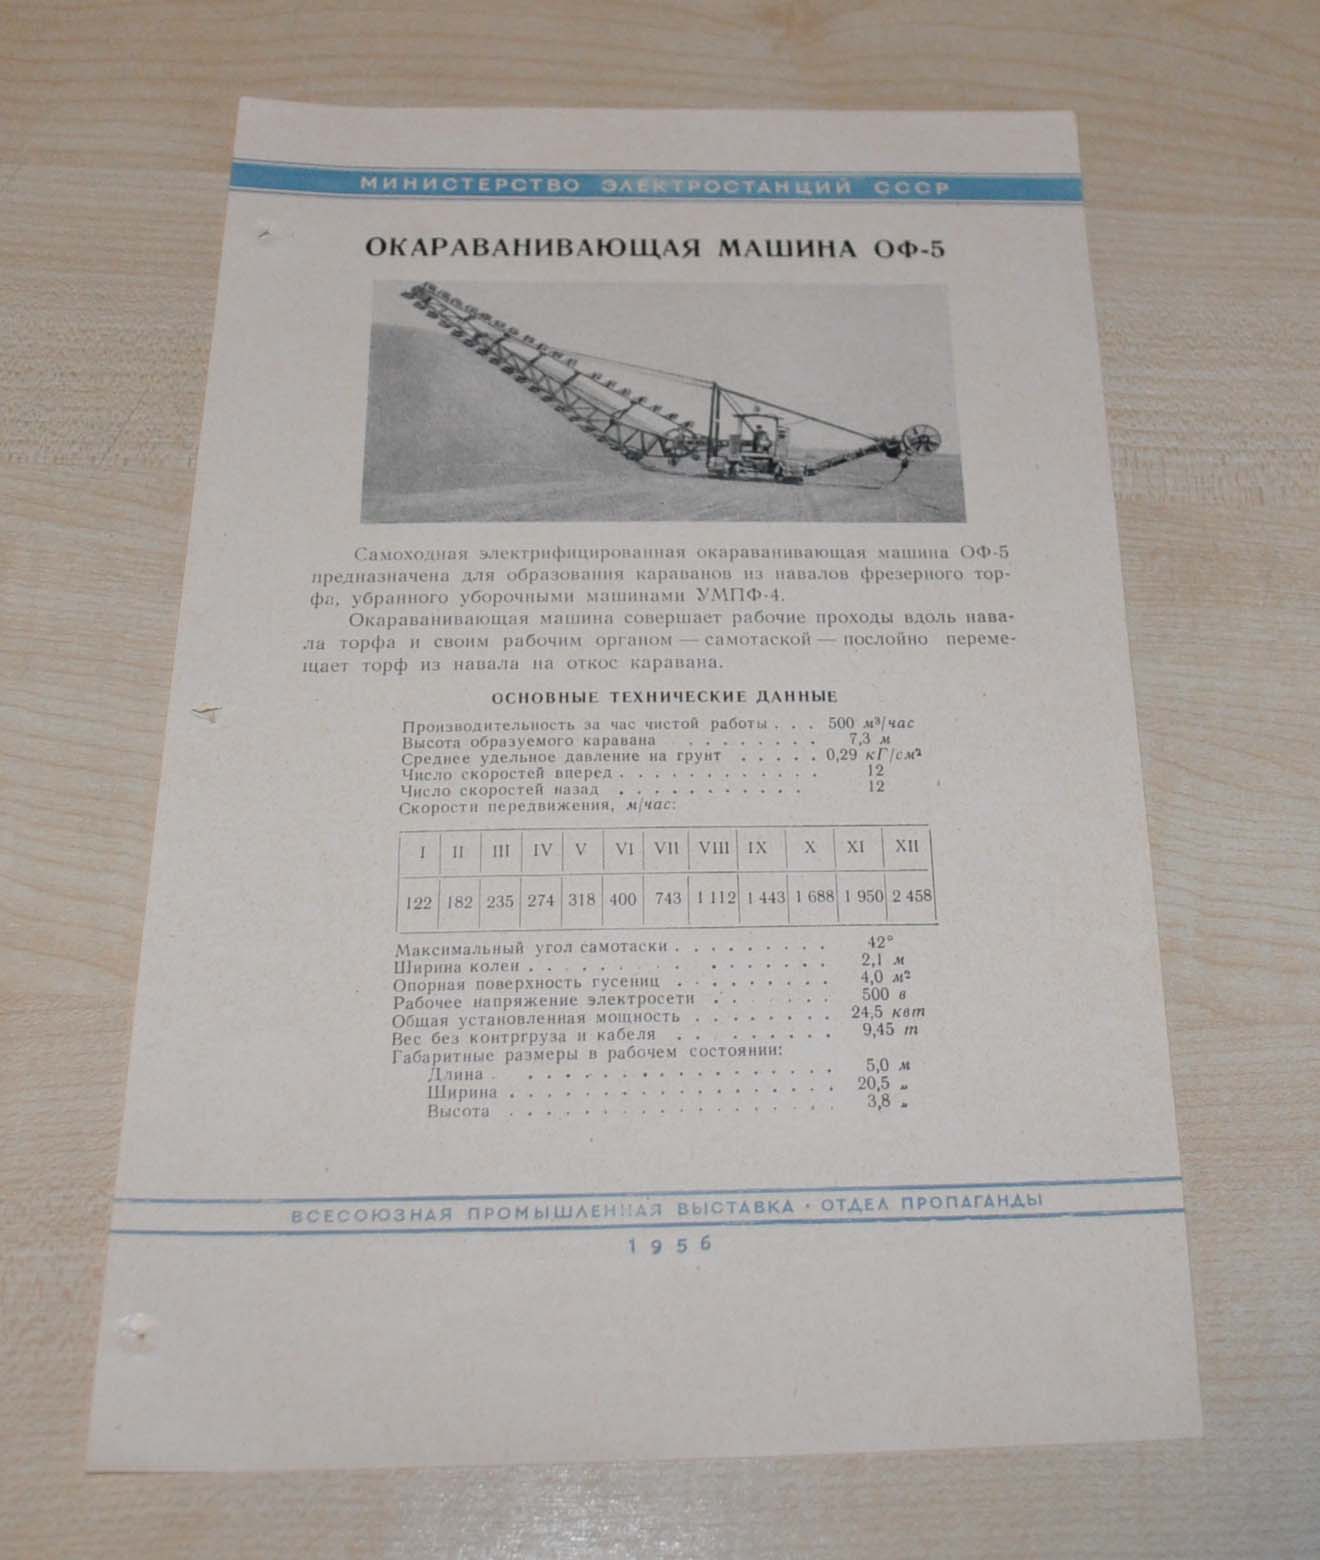 МИНИСТЕРСТВО ЭЛЕКТРОСТАНЦИЙ СССР
ОКАРАВАНИВАЮЩАЯ МАШИНА ОФ-5
Самоходная электрифицированная окараванивающая машина ОФ-5
предназначена для образования караванов из навалов фрезерного тор-
фа, убранного уборочными машинами УМПФ-4.
Окараванивающая машина совершает рабочие проходы вдоль нава-
ла торфа и своим рабочим органом — самотаской — послойно переме-
щает торф из навала на откос каравана.
ОСНОВНЫЕ ТЕХНИЧЕСКИЕ ДАННЫЕ
Производительность за час чистой работы . . . 500 м³/час
Высота образуемого каравана . . . . . . . . 7,3 м
Среднее удельное давление на грунт . . . . . 0,29 кГ/см²
Число скоростей вперед . . . . . . . . . . . . 12
Число скоростей назад . . . . . . . . . . . 12
Скорости передвижения, м/час:
I II III IV V VI VII VIII IX X XI XII
122 182 235 274 318 400 743 1 112 1 443 1 688 1 950 2 458
Максимальный угол самотаски . . . . . . . . . 42°
Ширина колеи . . . . . . . . . . . . 2,1 м
Опорная поверхность гусениц . . . . . . . . . 4,0 м²
Рабочее напряжение электросети . . . . . . 500 в
Общая установленная мощность . . . . . . . . 24,5 квт
Вес без контргруза и кабеля . . . . . . . . 9,45 т
Габаритные размеры в рабочем состоянии:
Длина . . . . . . . . . . . . . . . . . . 5,0 м
Ширина . . . . . . . . . . . . . . . . . . 20,5 „
Высота . . . . . . . . . . . . . . . . . . 3,8 „
ВСЕСОЮЗНАЯ ПРОМЫШЛЕННАЯ ВЫСТАВКА · ОТДЕЛ ПРОПАГАНДЫ
1956